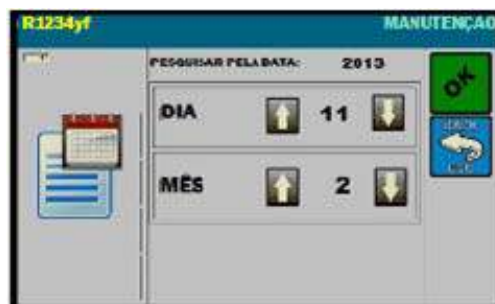 R1234yf MANUTENÇÃO
PESQUISAR PELA DATA: 2013
DIA 11
MÊS 2
OK